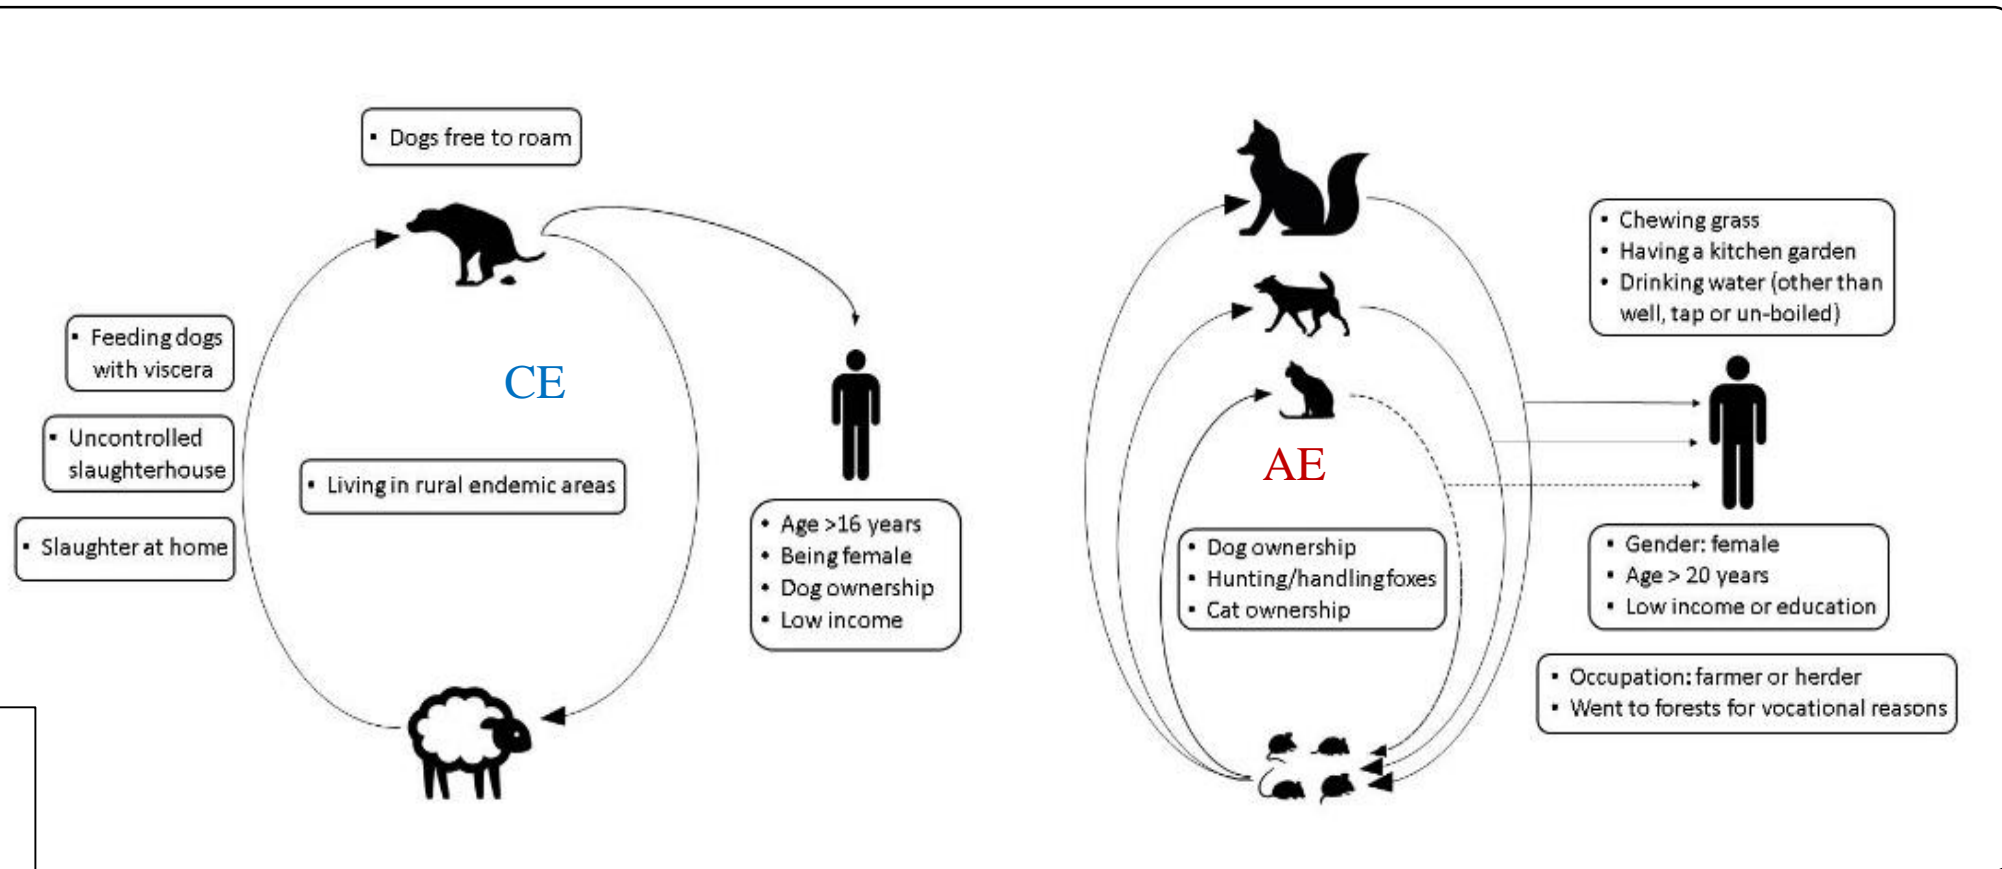 ▪ Dogs free to roam
▪ Feeding dogs
with viscera
▪ Uncontrolled
slaughterhouse
▪ Slaughter at home
CE
▪ Living in rural endemic areas
• Age >16 years
• Being female
• Dog ownership
• Low income
AE
• Dog ownership
• Hunting/handling foxes
• Cat ownership
• Chewing grass
• Having a kitchen garden
• Drinking water (other than
well, tap or un-boiled)
• Gender: female
• Age > 20 years
• Low income or education
• Occupation: farmer or herder
• Went to forests for vocational reasons